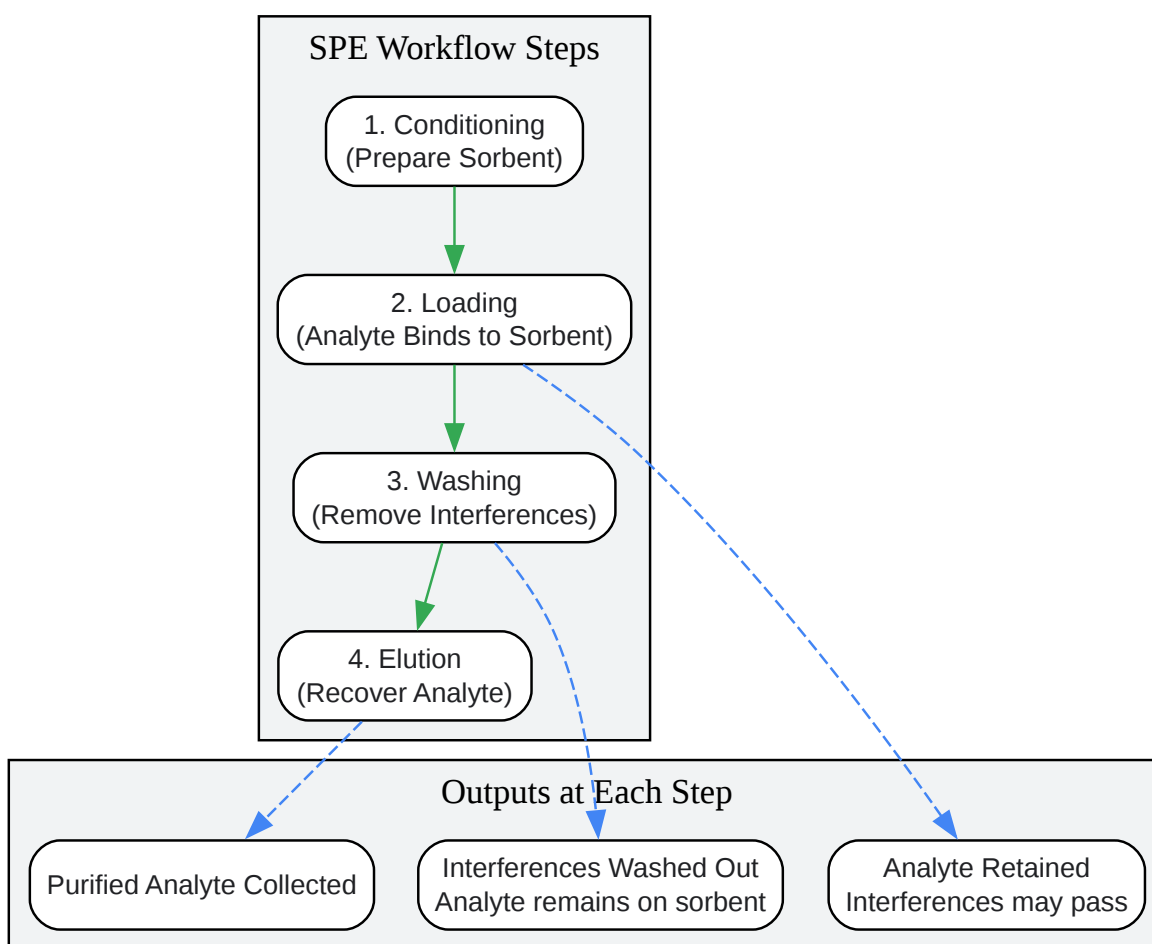 SPE Workflow Steps
1. Conditioning
(Prepare Sorbent)
2. Loading
(Analyte Binds to Sorbent)
3. Washing
(Remove Interferences)
4. Elution
(Recover Analyte)
Outputs at Each Step
Purified Analyte Collected
Interferences Washed Out
Analyte remains on sorbent
Analyte Retained
Interferences may pass